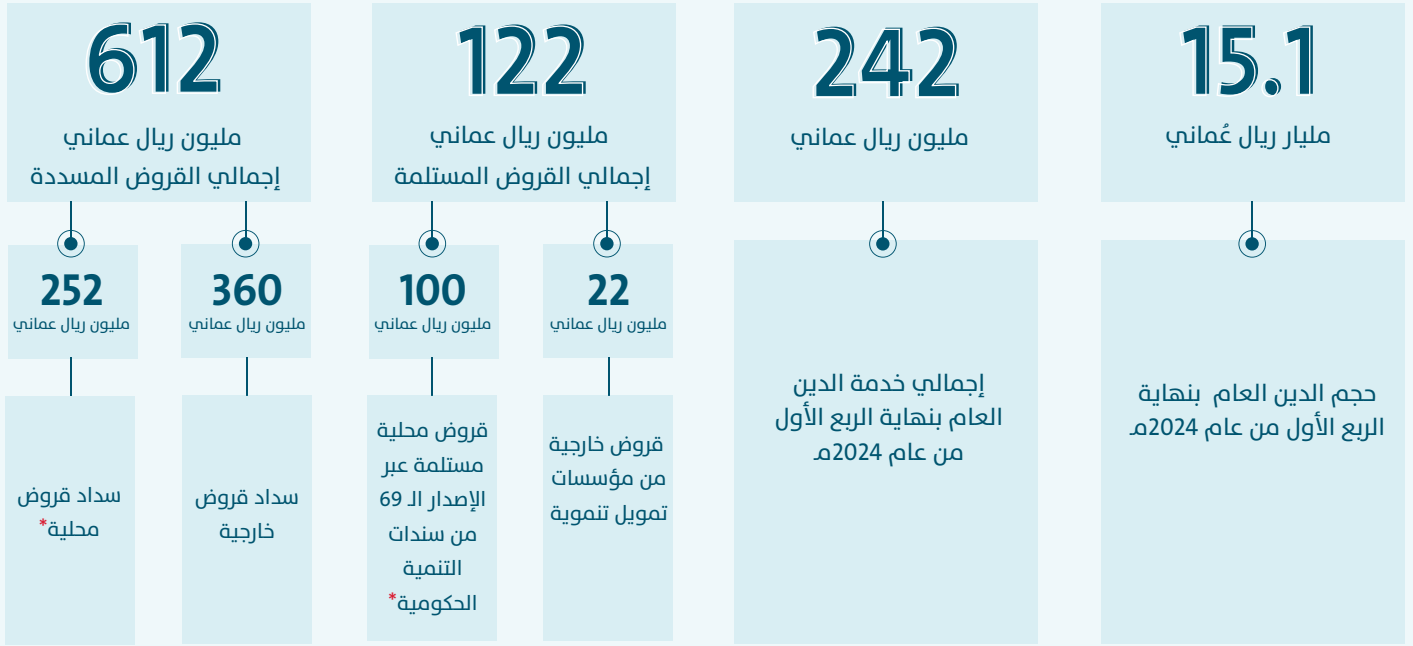 15.1
مليار ريال عُماني
حجم الدين العام بنهاية
الربع الأول من عام 2024مـ
242
مليون ريال عماني
إجمالي خدمة الدين
العام بنهاية الربع الأول
من عام 2024مـ
122
مليون ريال عماني
إجمالي القروض المستلمة
22
مليون ريال عماني
قروض خارجية
من مؤسسات
تمويل تنموية
100
مليون ريال عماني
قروض محلية
مستلمة عبر
الإصدار الـ 69
من سندات
التنمية
الحكومية*
612
مليون ريال عماني
إجمالي القروض المسددة
360
مليون ريال عماني
سداد قروض
خارجية
252
مليون ريال عماني
سداد قروض
محلية*